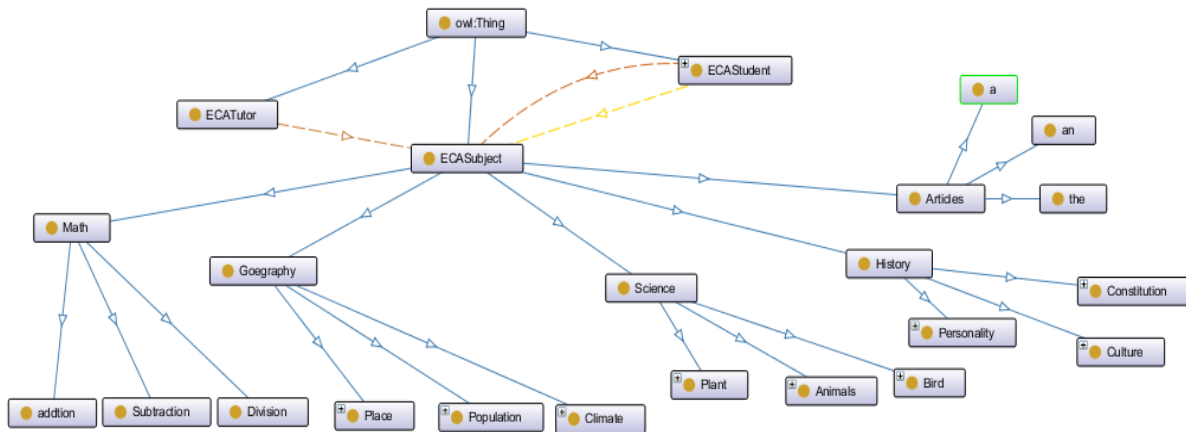 owl:Thing
ECAStudent
a
ECATutor
an
ECASubject
Articles
the
Math
Goegraphy
History
Science
Constitution
Personality
Culture
Plant
Animals
Bird
addtion
Subtraction
Division
Place
Population
Climate